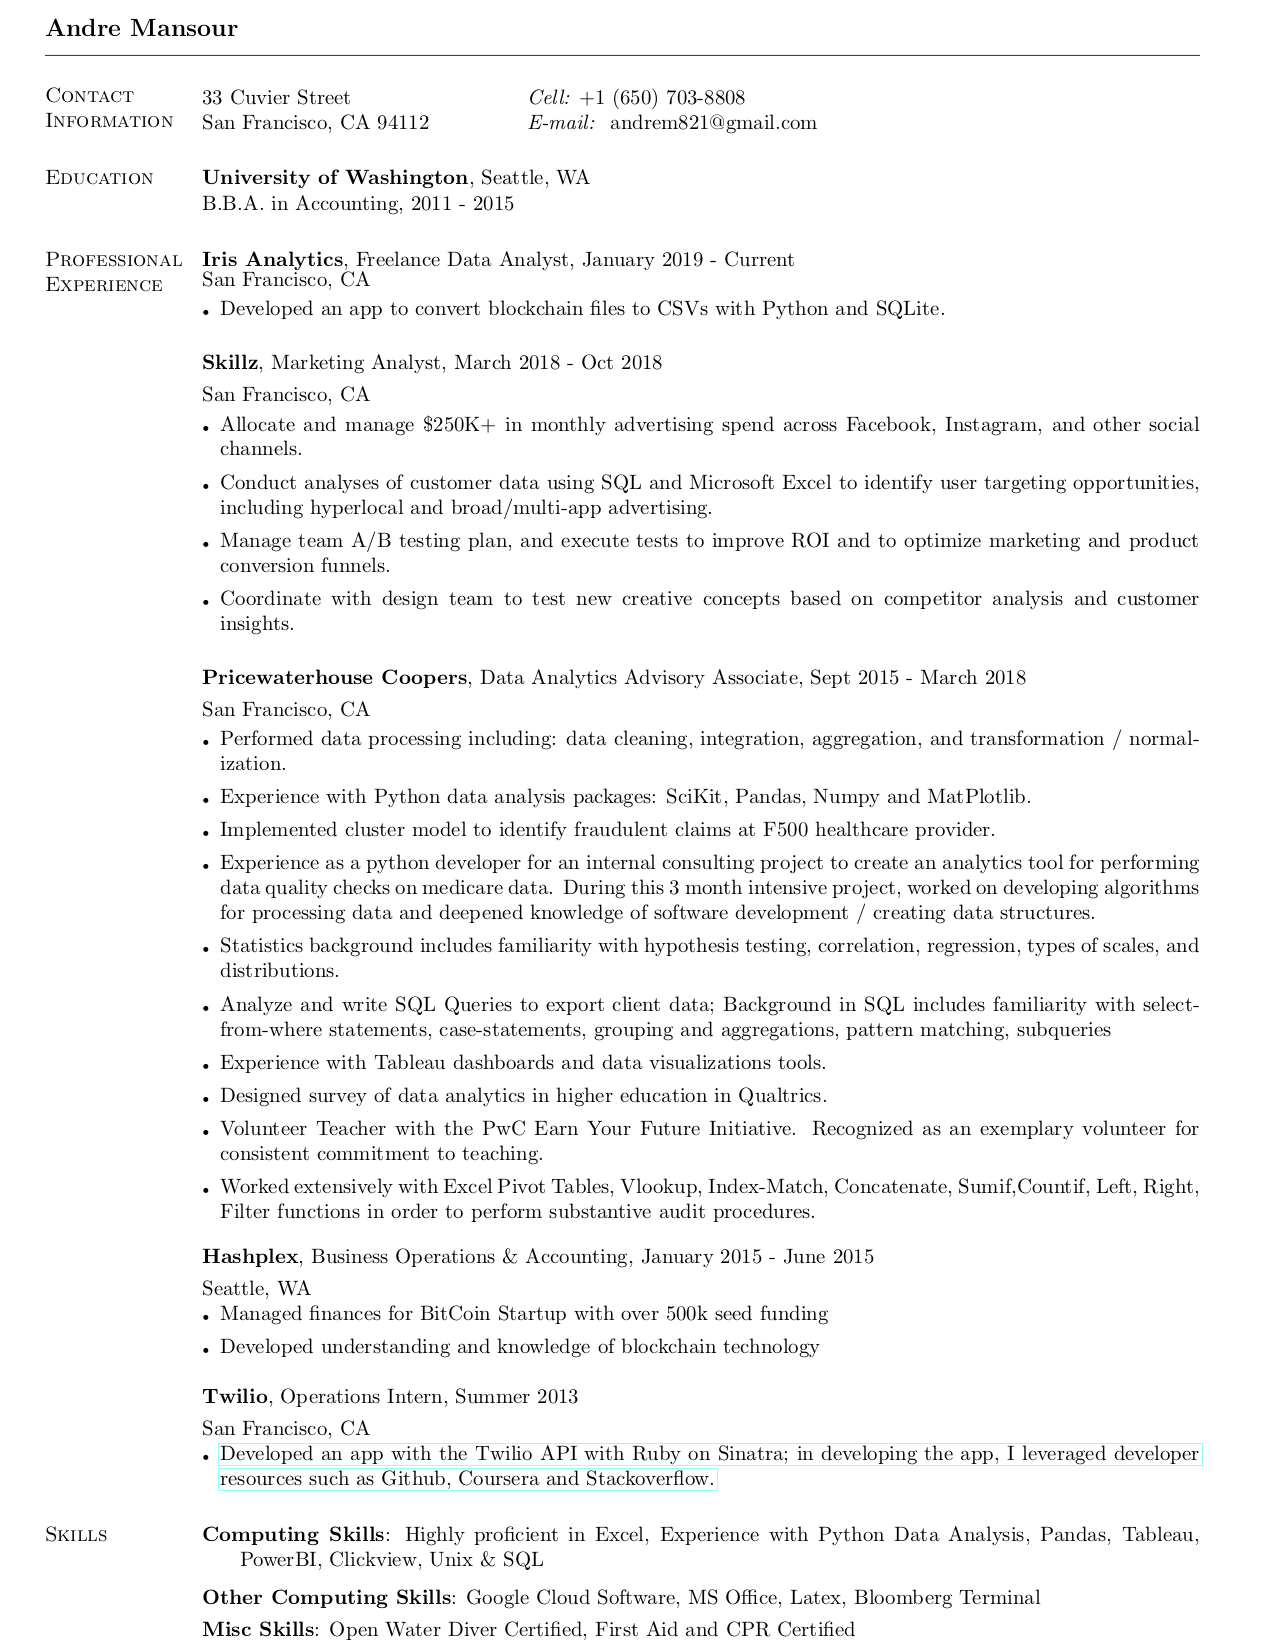 Andre Mansour
Contact Information
33 Cuvier Street
San Francisco, CA 94112
Cell: +1 (650) 703-8808
E-mail: andrem821@gmail.com
Education
University of Washington, Seattle, WA
B.B.A. in Accounting, 2011 - 2015
Professional Experience
Iris Analytics, Freelance Data Analyst, January 2019 - Current
San Francisco, CA
• Developed an app to convert blockchain files to CSVs with Python and SQLite.
Skillz, Marketing Analyst, March 2018 - Oct 2018
San Francisco, CA
• Allocate and manage $250K+ in monthly advertising spend across Facebook, Instagram, and other social
channels.
• Conduct analyses of customer data using SQL and Microsoft Excel to identify user targeting opportunities,
including hyperlocal and broad/multi-app advertising.
• Manage team A/B testing plan, and execute tests to improve ROI and to optimize marketing and product
conversion funnels.
• Coordinate with design team to test new creative concepts based on competitor analysis and customer
insights.
Pricewaterhouse Coopers, Data Analytics Advisory Associate, Sept 2015 - March 2018
San Francisco, CA
• Performed data processing including: data cleaning, integration, aggregation, and transformation / normal-
ization.
• Experience with Python data analysis packages: SciKit, Pandas, Numpy and MatPlotlib.
• Implemented cluster model to identify fraudulent claims at F500 healthcare provider.
• Experience as a python developer for an internal consulting project to create an analytics tool for performing
data quality checks on medicare data. During this 3 month intensive project, worked on developing algorithms
for processing data and deepened knowledge of software development / creating data structures.
• Statistics background includes familiarity with hypothesis testing, correlation, regression, types of scales, and
distributions.
• Analyze and write SQL Queries to export client data; Background in SQL includes familiarity with select-
from-where statements, case-statements, grouping and aggregations, pattern matching, subqueries
• Experience with Tableau dashboards and data visualizations tools.
• Designed survey of data analytics in higher education in Qualtrics.
• Volunteer Teacher with the PwC Earn Your Future Initiative. Recognized as an exemplary volunteer for
consistent commitment to teaching.
• Worked extensively with Excel Pivot Tables, Vlookup, Index-Match, Concatenate, Sumif,Countif, Left, Right,
Filter functions in order to perform substantive audit procedures.
Hashplex, Business Operations & Accounting, January 2015 - June 2015
Seattle, WA
• Managed finances for BitCoin Startup with over 500k seed funding
• Developed understanding and knowledge of blockchain technology
Twilio, Operations Intern, Summer 2013
San Francisco, CA
• Developed an app with the Twilio API with Ruby on Sinatra; in developing the app, I leveraged developer
resources such as Github, Coursera and Stackoverflow.
Skills
Computing Skills: Highly proficient in Excel, Experience with Python Data Analysis, Pandas, Tableau,
PowerBI, Clickview, Unix & SQL
Other Computing Skills: Google Cloud Software, MS Office, Latex, Bloomberg Terminal
Misc Skills: Open Water Diver Certified, First Aid and CPR Certified